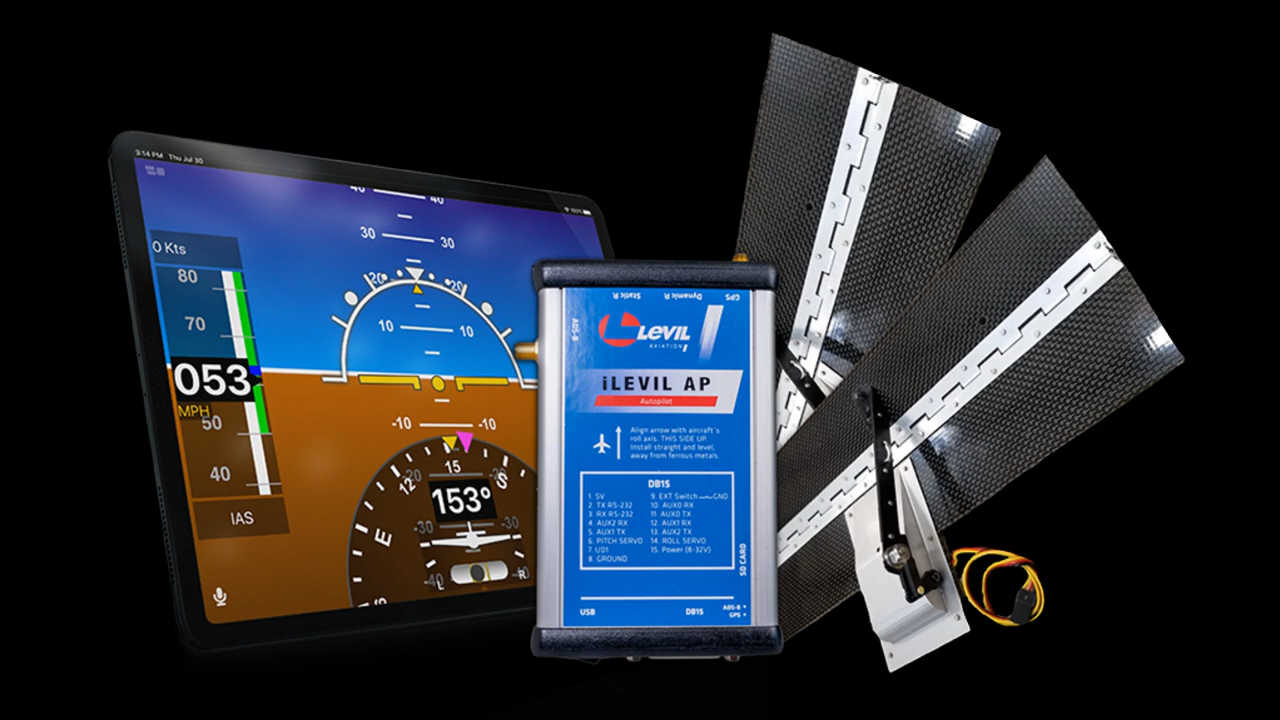 3:14 PM Thu Jul 30
0 Kts
80
70
053
MPH
50
40
IAS
40 40
30 30
20 20
10 10
-10 -10
12 15 S
153°
E
-30 -30
-40
L R
Static R Dynamic R GPS
ADS-B
LEVIL
AVIATION
iLEVIL AP
Autopilot
Align arrow with aircraft's
roll axis. THIS SIDE UP.
Install straight and level,
away from ferrous metals.
DB15
1. 5V
2. TX RS-232
3. RX RS-232
4. AUX2 RX
5. AUX1 TX
6. PITCH SERVO
7. I/O1
8. GROUND
9. EXT Switch GND
10. AUX0 RX
11. AUX0 TX
12. AUX1 RX
13. AUX2 TX
14. ROLL SERVO
15. Power (8-32V)
SD CARD
USB DB15
ADS-B
GPS